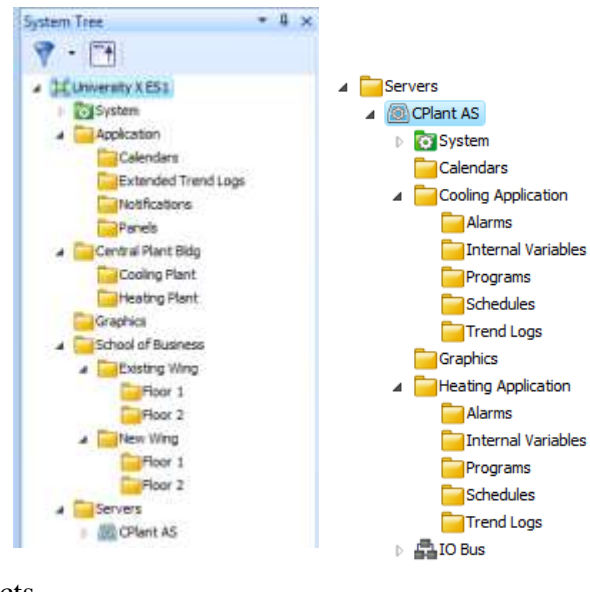 System Tree
University X ES1
System
Application
Calendars
Extended Trend Logs
Notifications
Panels
Central Plant Bldg
Cooling Plant
Heating Plant
Graphics
School of Business
Existing Wing
Floor 1
Floor 2
New Wing
Floor 1
Floor 2
Servers
CPlant AS
Servers
CPlant AS
System
Calendars
Cooling Application
Alarms
Internal Variables
Programs
Schedules
Trend Logs
Graphics
Heating Application
Alarms
Internal Variables
Programs
Schedules
Trend Logs
IO Bus